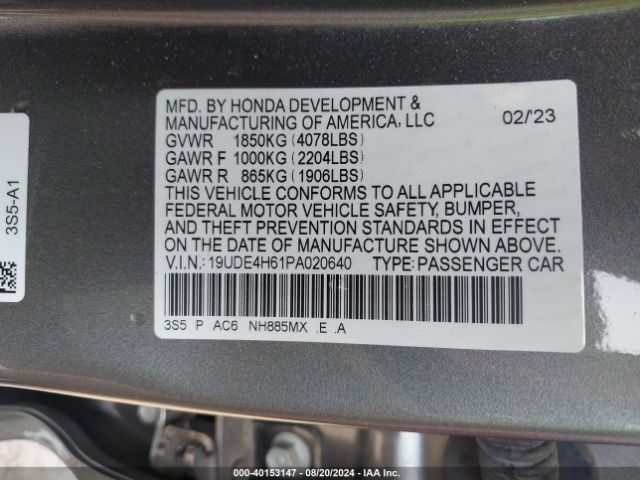 MFD. BY HONDA DEVELOPMENT &
MANUFACTURING OF AMERICA, LLC 02/'23
GVWR 1850KG (4078LBS)
GAWR F 1000KG (2204LBS)
GAWR R 865KG (1906LBS)
THIS VEHICLE CONFORMS TO ALL APPLICABLE
FEDERAL MOTOR VEHICLE SAFETY, BUMPER,
AND THEFT PREVENTION STANDARDS IN EFFECT
ON THE DATE OF MANUFACTURE SHOWN ABOVE.
V.I.N.: 19UDE4H61PA020640 TYPE: PASSENGER CAR
3S5 P AC6 NH885MX .E .A
3S5-A1
000-40153147 - 08/20/2024 - IAA Inc.